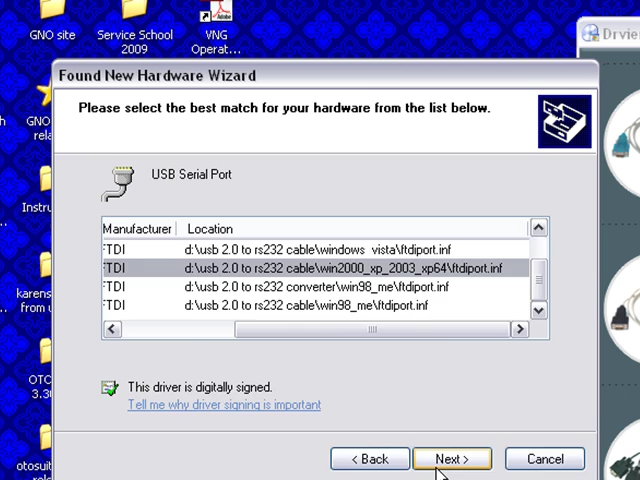 GNO site
Service School
2009
VNG
Operat...
Drvier
Found New Hardware Wizard
Please select the best match for your hardware from the list below.
GNO
rela
USB Serial Port
Manufacturer
Location
FTDI
d:\usb 2.0 to rs232 cable\windows vista\ftdiport.inf
FTDI
d:\usb 2.0 to rs232 cable\win2000_xp_2003_xp64\ftdiport.inf
FTDI
d:\usb 2.0 to rs232 converter\win98_me\ftdiport.inf
FTDI
d:\usb 2.0 to rs232 cable\win98_me\ftdiport.inf
Instru
karens
from u
OTO
3.30
otosuit
This driver is digitally signed.
Tell me why driver signing is important
< Back
Next >
Cancel